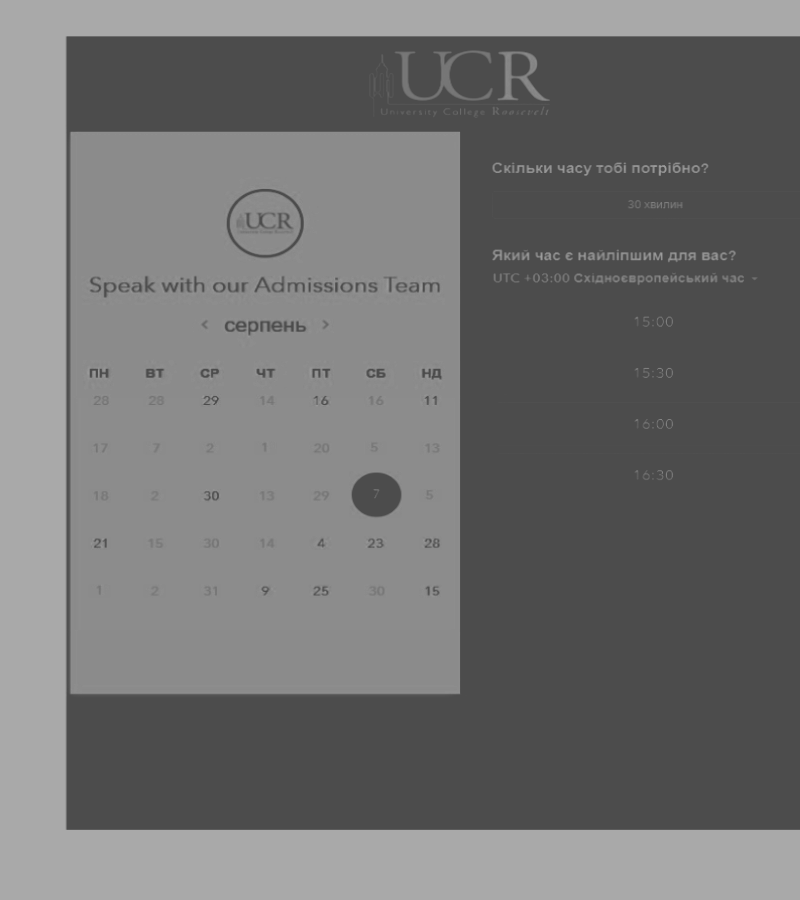 UCR
University College Roosevelt
UCR
Speak with our Admissions Team
< серпень >
ПН ВТ СР ЧТ ПТ СБ НД
28 28 29 14 16 16 11
17 7 2 1 20 5 13
18 2 30 13 29 7 5
21 15 30 14 4 23 28
1 2 31 9 25 30 15
Скільки часу тобі потрібно?
30 хвилин
Який час є найліпшим для вас?
UTC +03:00 Східноєвропейський час
15:00
15:30
16:00
16:30